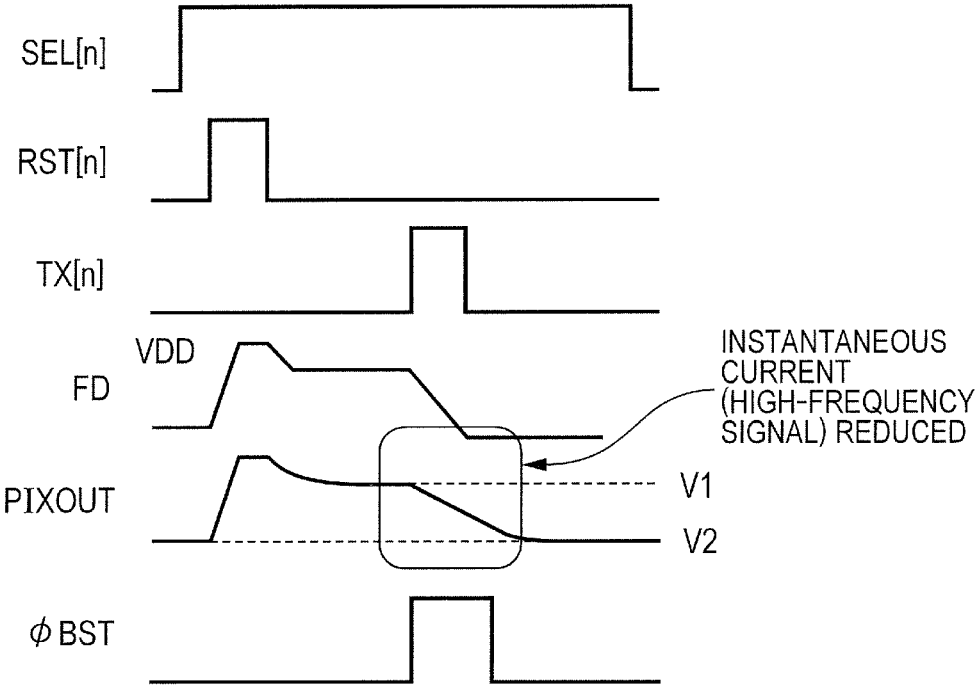 SEL[n]
RST[n]
TX[n]
VDD
FD
INSTANTANEOUS
CURRENT
(HIGH-FREQUENCY
SIGNAL) REDUCED
PIXOUT
V1
V2
ϕ BST